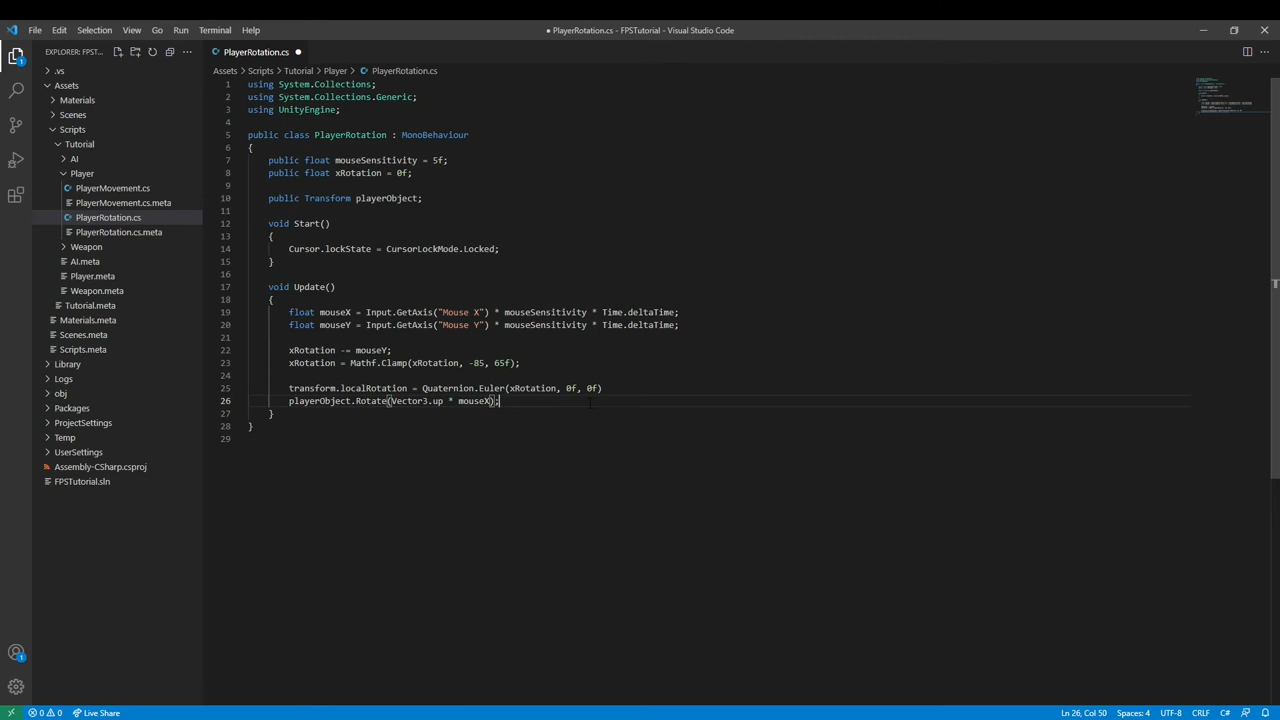 File Edit Selection View Go Run Terminal Help
● PlayerRotation.cs - FPSTutorial - Visual Studio Code
EXPLORER: FPST...
.vs
Assets
Materials
Scenes
Scripts
Tutorial
AI
Player
PlayerMovement.cs
PlayerMovement.cs.meta
PlayerRotation.cs
PlayerRotation.cs.meta
Weapon
AI.meta
Player.meta
Weapon.meta
Tutorial.meta
Materials.meta
Scenes.meta
Scripts.meta
Library
Logs
obj
Packages
ProjectSettings
Temp
UserSettings
Assembly-CSharp.csproj
FPSTutorial.sln
PlayerRotation.cs ●
Assets > Scripts > Tutorial > Player > PlayerRotation.cs
1 using System.Collections;
2 using System.Collections.Generic;
3 using UnityEngine;
4
5 public class PlayerRotation : MonoBehaviour
6 {
7 public float mouseSensitivity = 5f;
8 public float xRotation = 0f;
9
10 public Transform playerObject;
11
12 void Start()
13 {
14 Cursor.lockState = CursorLockMode.Locked;
15 }
16
17 void Update()
18 {
19 float mouseX = Input.GetAxis("Mouse X") * mouseSensitivity * Time.deltaTime;
20 float mouseY = Input.GetAxis("Mouse Y") * mouseSensitivity * Time.deltaTime;
21
22 xRotation -= mouseY;
23 xRotation = Mathf.Clamp(xRotation, -85, 65f);
24
25 transform.localRotation = Quaternion.Euler(xRotation, 0f, 0f)
26 playerObject.Rotate(Vector3.up * mouseX);
27 }
28 }
29
1
1
0 0 Live Share
Ln 26, Col 50 Spaces: 4 UTF-8 CRLF C#